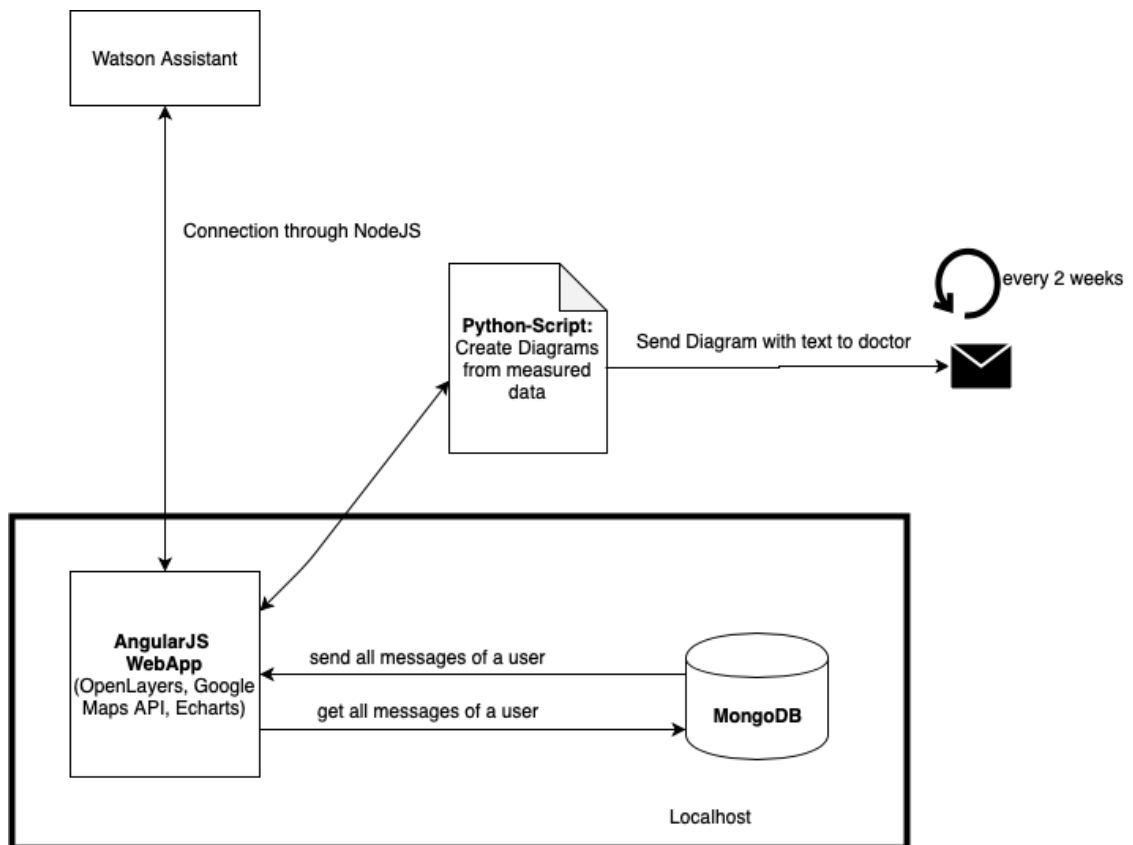 Watson Assistant
Connection through NodeJS
every 2 weeks
Python-Script:
Create Diagrams
from measured
data
Send Diagram with text to doctor
AngularJS
WebApp
(OpenLayers, Google
Maps API, Echarts)
send all messages of a user
get all messages of a user
MongoDB
Localhost